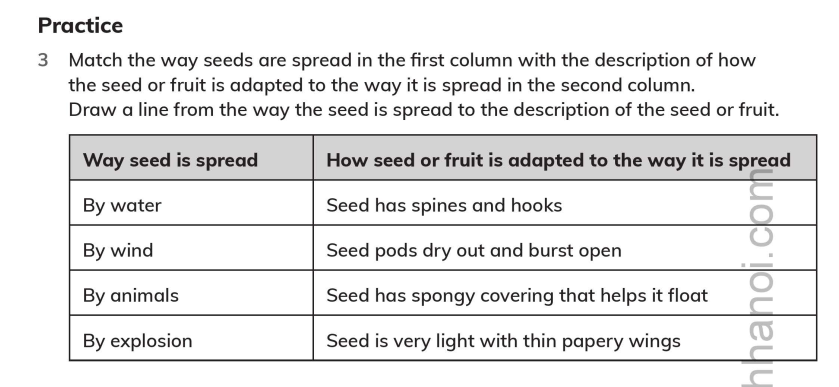 Practice
3 Match the way seeds are spread in the first column with the description of how
the seed or fruit is adapted to the way it is spread in the second column.
Draw a line from the way the seed is spread to the description of the seed or fruit.
Way seed is spread How seed or fruit is adapted to the way it is spread
By water Seed has spines and hooks
By wind Seed pods dry out and burst open
By animals Seed has spongy covering that helps it float
By explosion Seed is very light with thin papery wings
hhanoi.com